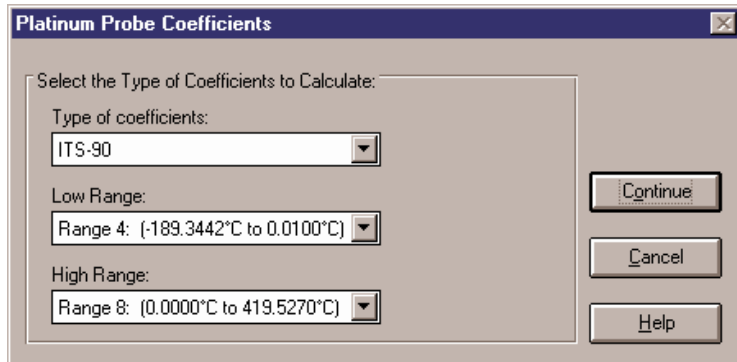 Platinum Probe Coefficients
Select the Type of Coefficients to Calculate:
Type of coefficients:
ITS-90
Low Range:
Range 4: (-189.3442°C to 0.0100°C)
High Range:
Range 8: (0.0000°C to 419.5270°C)
Continue
Cancel
Help